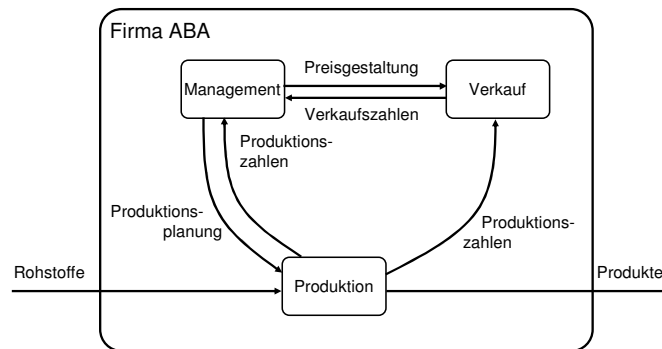 Firma ABA
Preisgestaltung
Management
Verkauf
Verkaufszahlen
Produktions-
zahlen
Produktions-
planung
Produktions-
zahlen
Rohstoffe
Produktion
Produkte